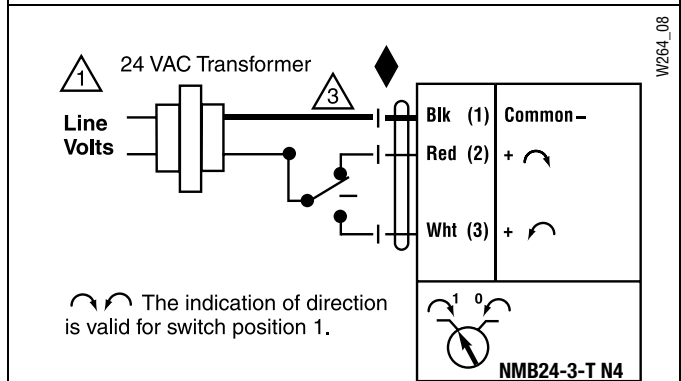 W264_08
1
24 VAC Transformer
3
Line
Volts
Blk (1) Common –
Red (2) +
Wht (3) +
The indication of direction
is valid for switch position 1.
1 0
NMB24-3-T N4